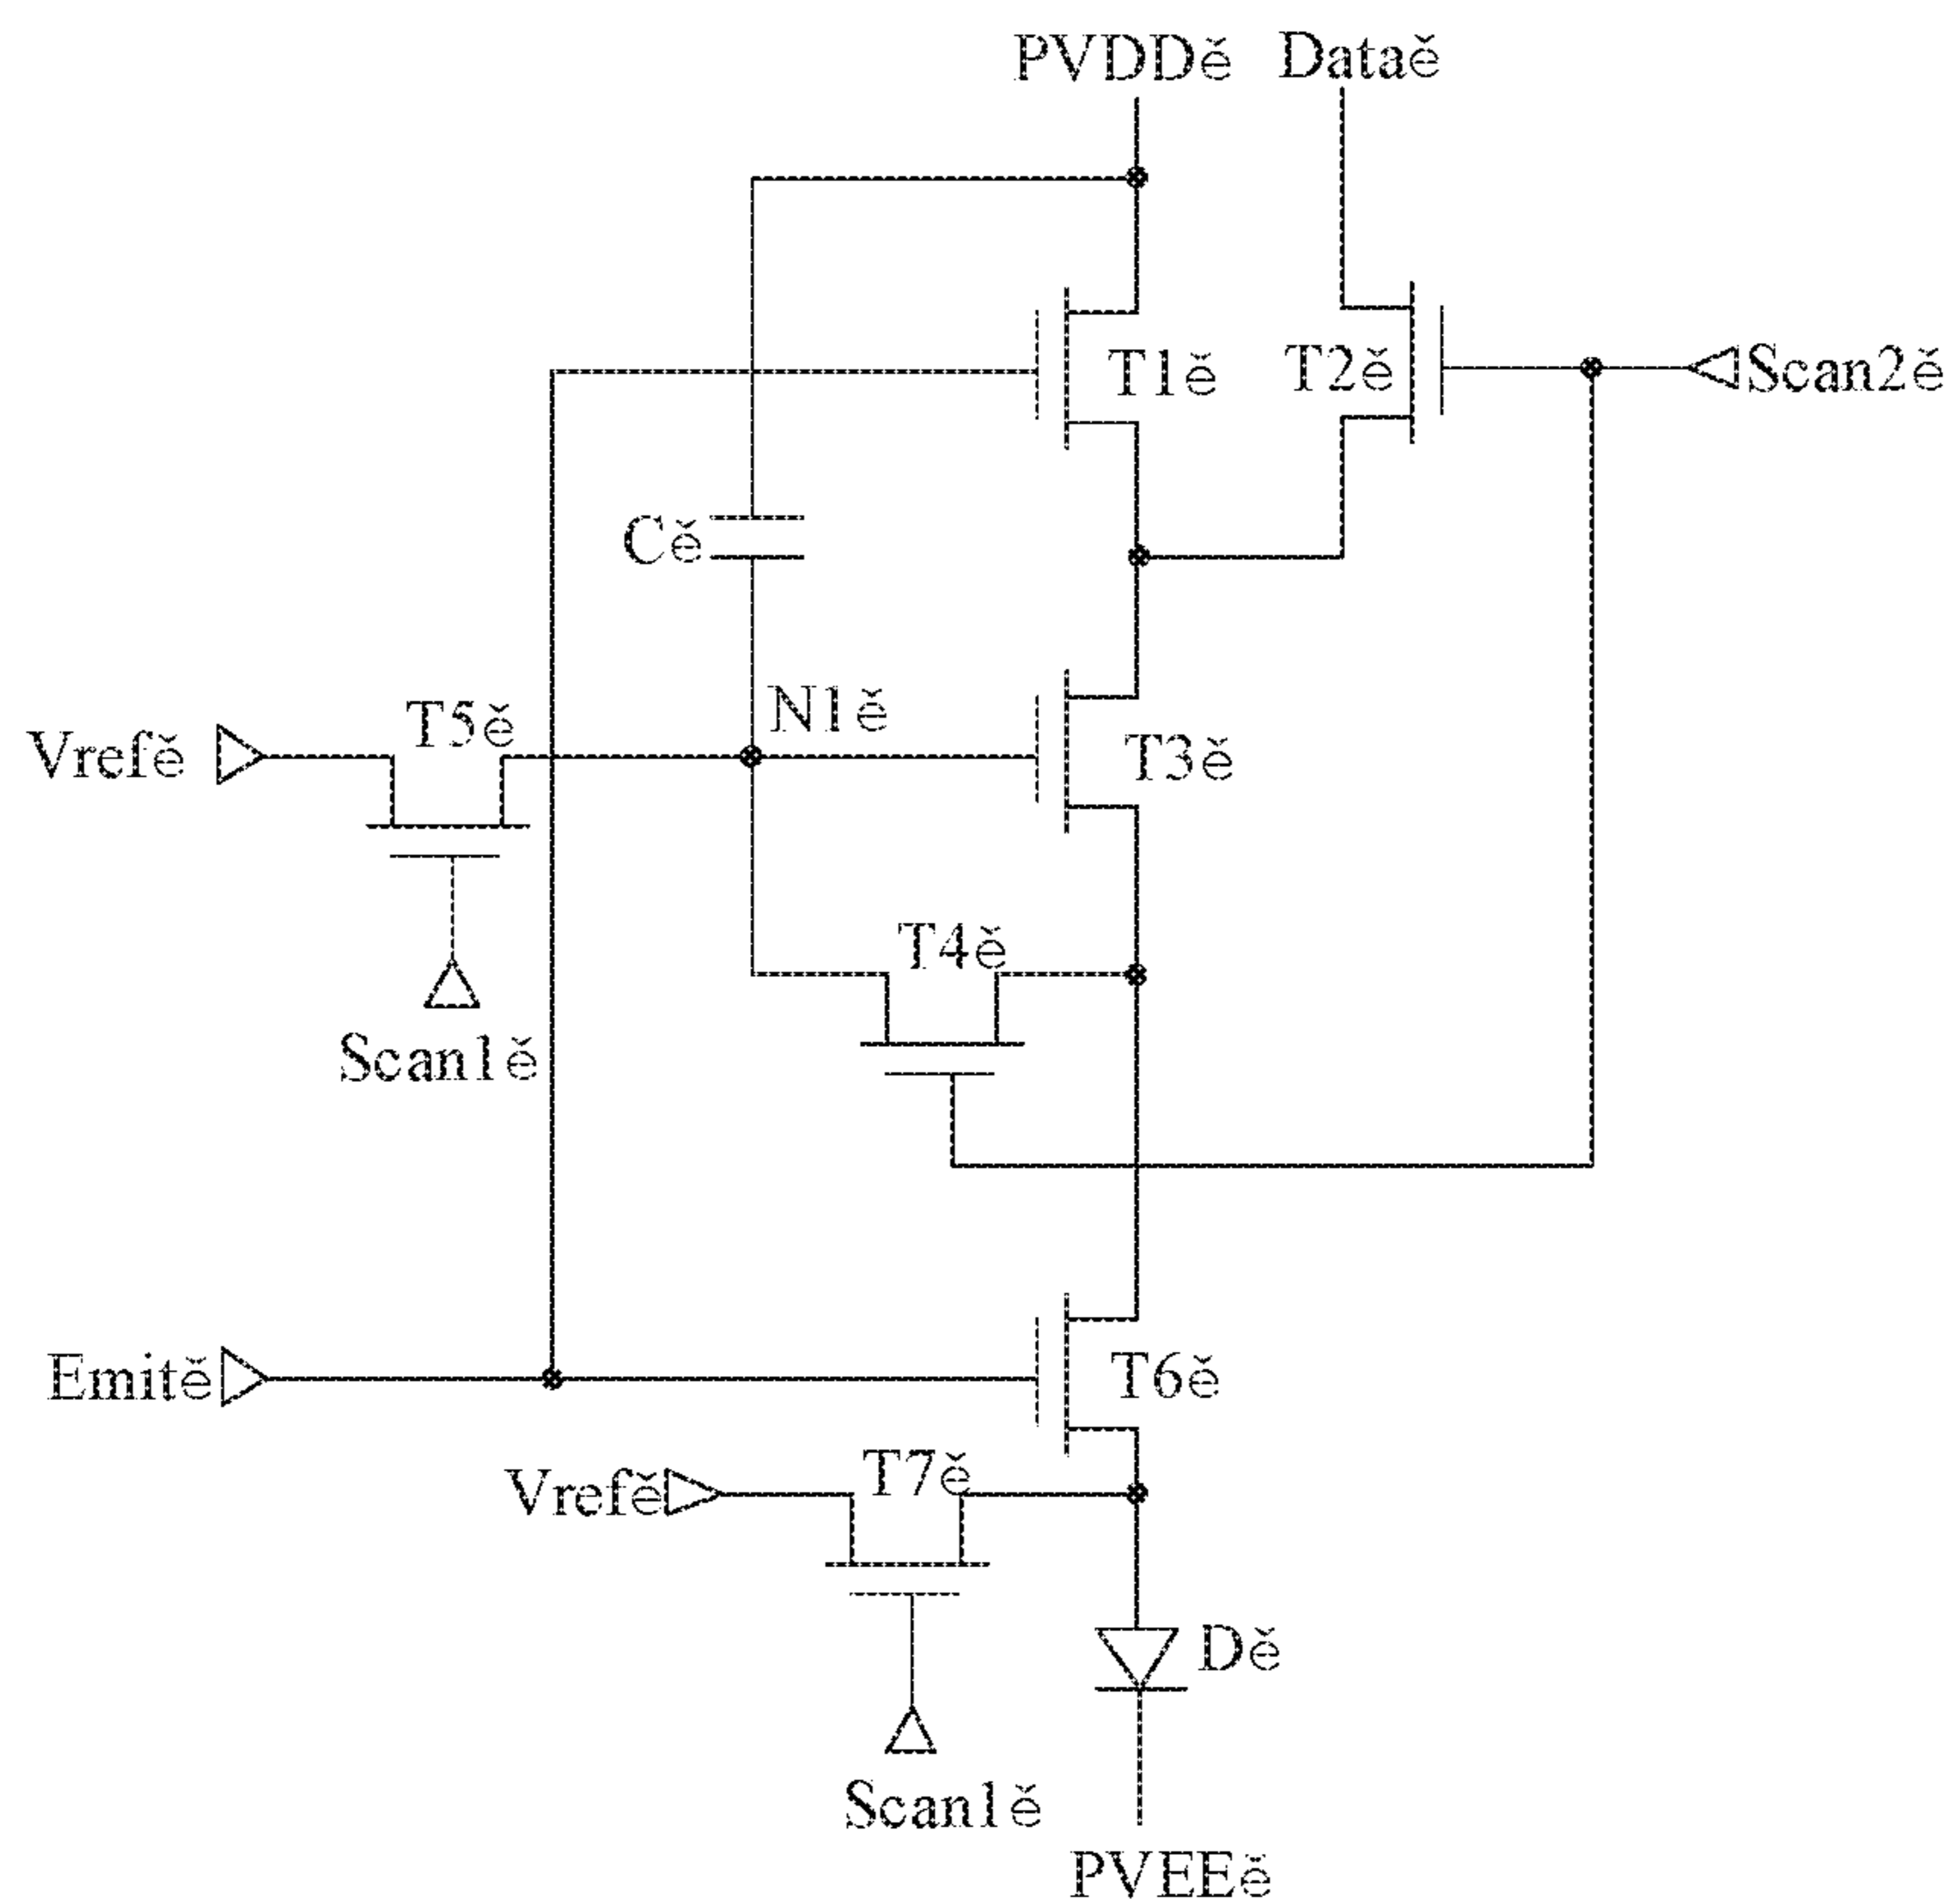 PVDDě Dataě
T1ě
T2ě
Scan2ě
Cě
N1ě
T5ě
Vrefě
T3ě
T4ě
Scan1ě
Emitě
T6ě
T7ě
Vrefě
Dě
Scan1ě
PVEEě